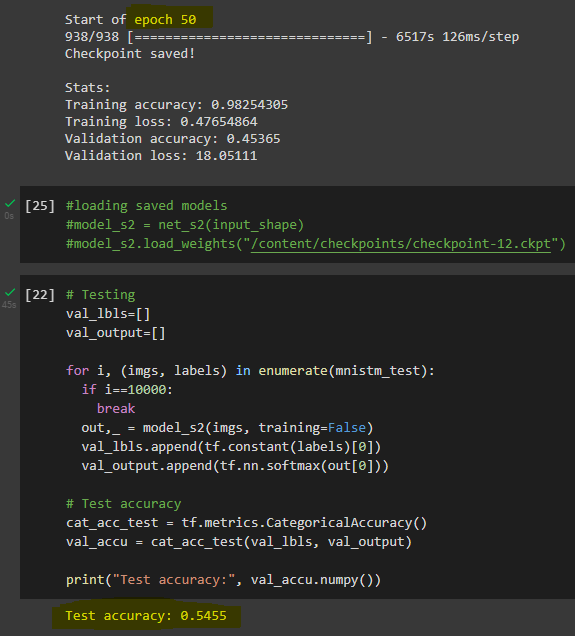 Start of epoch 50
938/938 [==============================] - 6517s 126ms/step
Checkpoint saved!
Stats:
Training accuracy: 0.98254305
Training loss: 0.47654864
Validation accuracy: 0.45365
Validation loss: 18.05111
[25] #loading saved models
0s
#model_s2 = net_s2(input_shape)
#model_s2.load_weights("/content/checkpoints/checkpoint-12.ckpt")
[22] # Testing
45s
val_lbls=[]
val_output=[]
for i, (imgs, labels) in enumerate(mnistm_test):
  if i==10000:
    break
  out,_ = model_s2(imgs, training=False)
  val_lbls.append(tf.constant(labels)[0])
  val_output.append(tf.nn.softmax(out[0]))
# Test accuracy
cat_acc_test = tf.metrics.CategoricalAccuracy()
val_accu = cat_acc_test(val_lbls, val_output)
print("Test accuracy:", val_accu.numpy())
Test accuracy: 0.5455